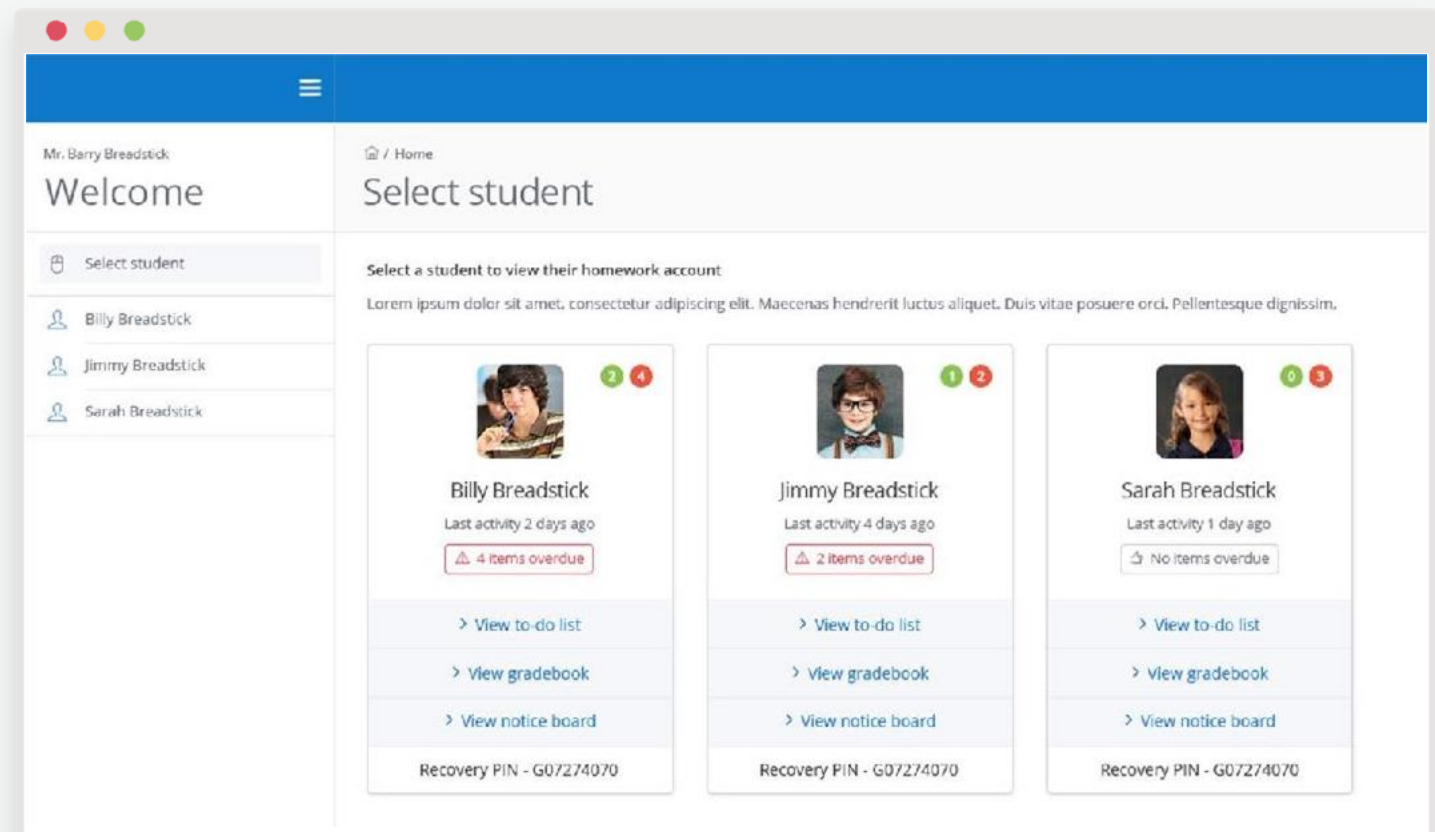 Mr. Barry Breadstick
Welcome
/ Home
Select student
Select student
Billy Breadstick
Jimmy Breadstick
Sarah Breadstick
Select a student to view their homework account
Lorem ipsum dolor sit amet, consectetur adipiscing elit. Maecenas hendrerit luctus aliquet. Duis vitae posuere orci. Pellentesque dignissim.
2 4
Billy Breadstick
Last activity 2 days ago
4 items overdue
> View to-do list
> View gradebook
> View notice board
Recovery PIN - G07274070
1 2
Jimmy Breadstick
Last activity 4 days ago
2 items overdue
> View to-do list
> View gradebook
> View notice board
Recovery PIN - G07274070
0 3
Sarah Breadstick
Last activity 1 day ago
No items overdue
> View to-do list
> View gradebook
> View notice board
Recovery PIN - G07274070